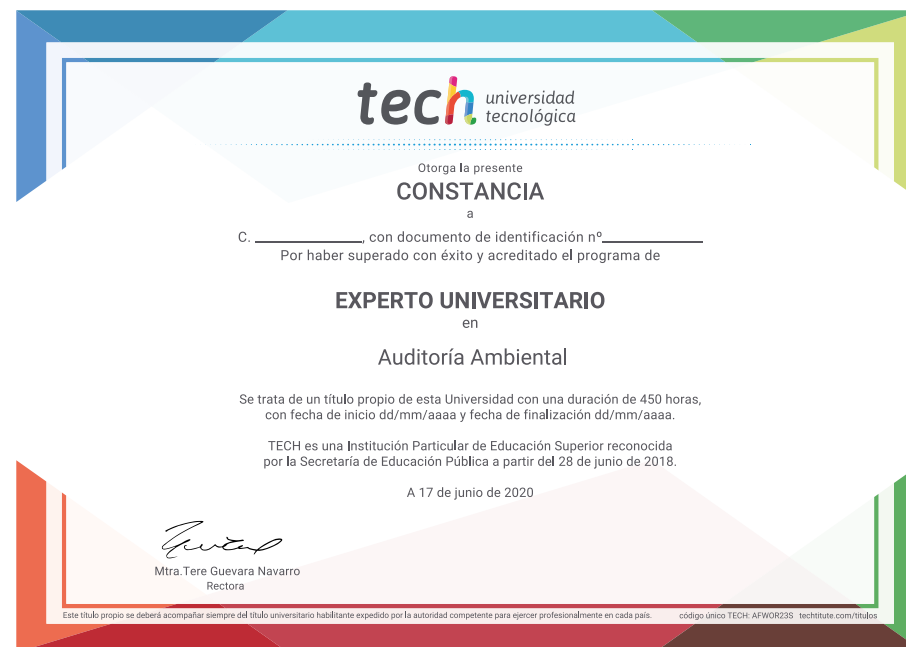 tech universidad
tecnológica
Otorga la presente
CONSTANCIA
a
C. ______________, con documento de identificación nº_____________
Por haber superado con éxito y acreditado el programa de
EXPERTO UNIVERSITARIO
en
Auditoría Ambiental
Se trata de un título propio de esta Universidad con una duración de 450 horas,
con fecha de inicio dd/mm/aaaa y fecha de finalización dd/mm/aaaa.
TECH es una Institución Particular de Educación Superior reconocida
por la Secretaría de Educación Pública a partir del 28 de junio de 2018.
A 17 de junio de 2020
Mtra.Tere Guevara Navarro
Rectora
Este título propio se deberá acompañar siempre del título universitario habilitante expedido por la autoridad competente para ejercer profesionalmente en cada país. código único TECH: AFWOR23S techtitute.com/titulos